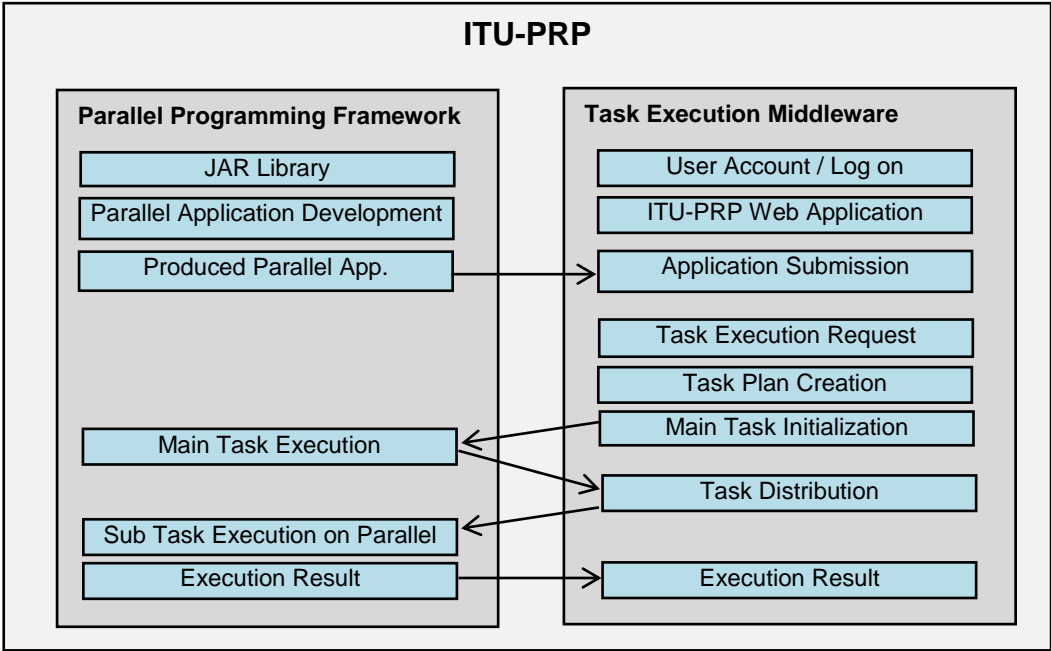 ITU-PRP
Parallel Programming Framework
JAR Library
Parallel Application Development
Produced Parallel App.
Main Task Execution
Sub Task Execution on Parallel
Execution Result
Task Execution Middleware
User Account / Log on
ITU-PRP Web Application
Application Submission
Task Execution Request
Task Plan Creation
Main Task Initialization
Task Distribution
Execution Result